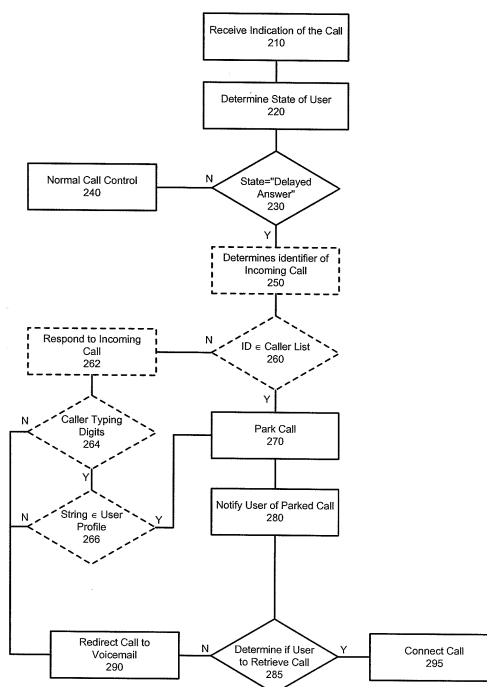 Receive Indication of the Call
210
Determine State of User
220
N
State="Delayed
Answer"
230
Normal Call Control
240
Y
Determines identifier of
Incoming Call
250
Respond to Incoming
Call
262
N
ID ∈ Caller List
260
Y
N
Caller Typing
Digits
264
Park Call
270
Y
N
String ∈ User
Profile
266
Y
Notify User of Parked Call
280
Redirect Call to
Voicemail
290
N
Determine if User
to Retrieve Call
285
Y
Connect Call
295